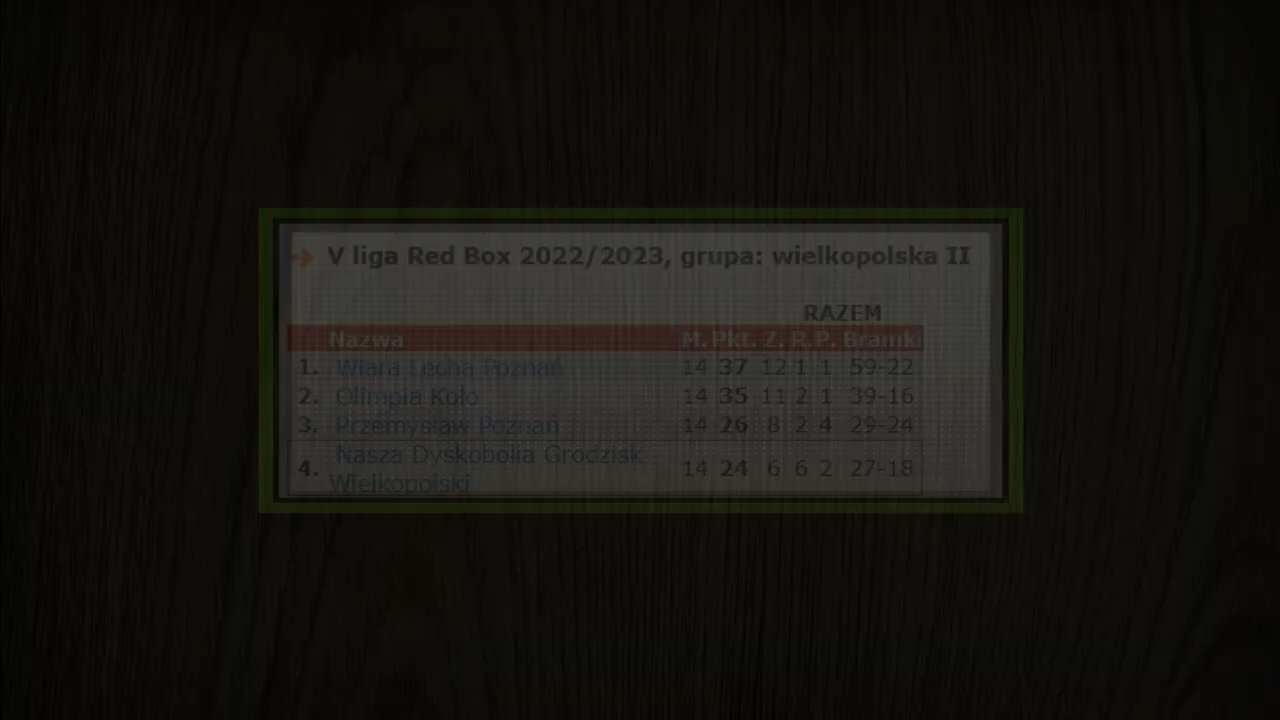 V liga Red Box 2022/2023, grupa: wielkopolska II
RAZEM
Nazwa M. Pkt. Z. R. P. Bramki
1. Wiara Lecha Poznań 14 37 12 1 1 59-22
2. Olimpia Koło 14 35 11 2 1 39-16
3. Przemysław Poznań 14 26 8 2 4 29-24
4. Nasza Dyskobolia Grodzisk
Wielkopolski 14 24 6 6 2 27-18